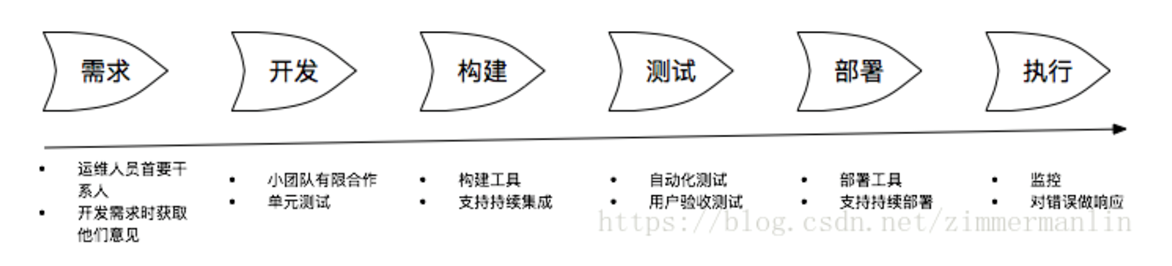 需求
开发
构建
测试
部署
执行
• 运维人员首要干
系人
• 开发需求时获取
他们意见
• 小团队有限合作
• 单元测试
• 构建工具
• 支持持续集成
• 自动化测试
• 用户验收测试
• 部署工具
• 支持持续部署
• 监控
• 对错误做响应
https://blog.csdn.net/zimmermanlin